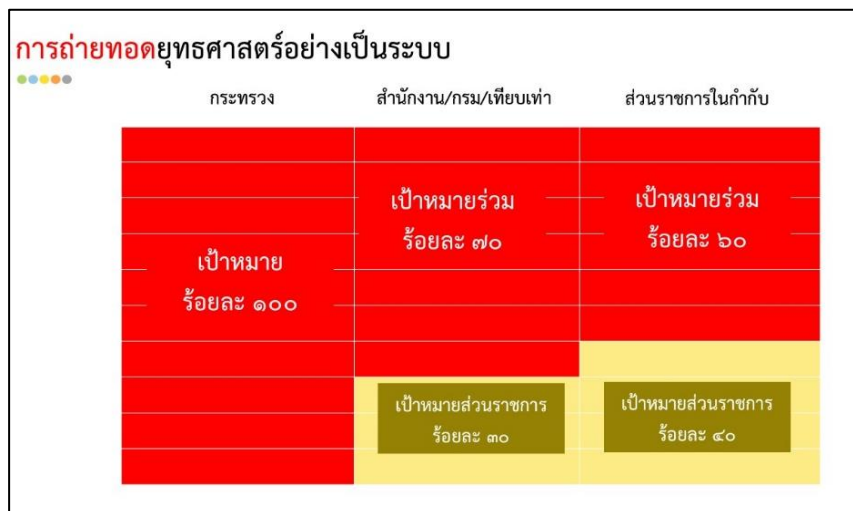 การถ่ายทอดยุทธศาสตร์อย่างเป็นระบบ
กระทรวง
สำนักงาน/กรม/เทียบเท่า
ส่วนราชการในกำกับ
เป้าหมาย
ร้อยละ ๑๐๐
เป้าหมายร่วม
ร้อยละ ๗๐
เป้าหมายร่วม
ร้อยละ ๖๐
เป้าหมายส่วนราชการ
ร้อยละ ๓๐
เป้าหมายส่วนราชการ
ร้อยละ ๔๐